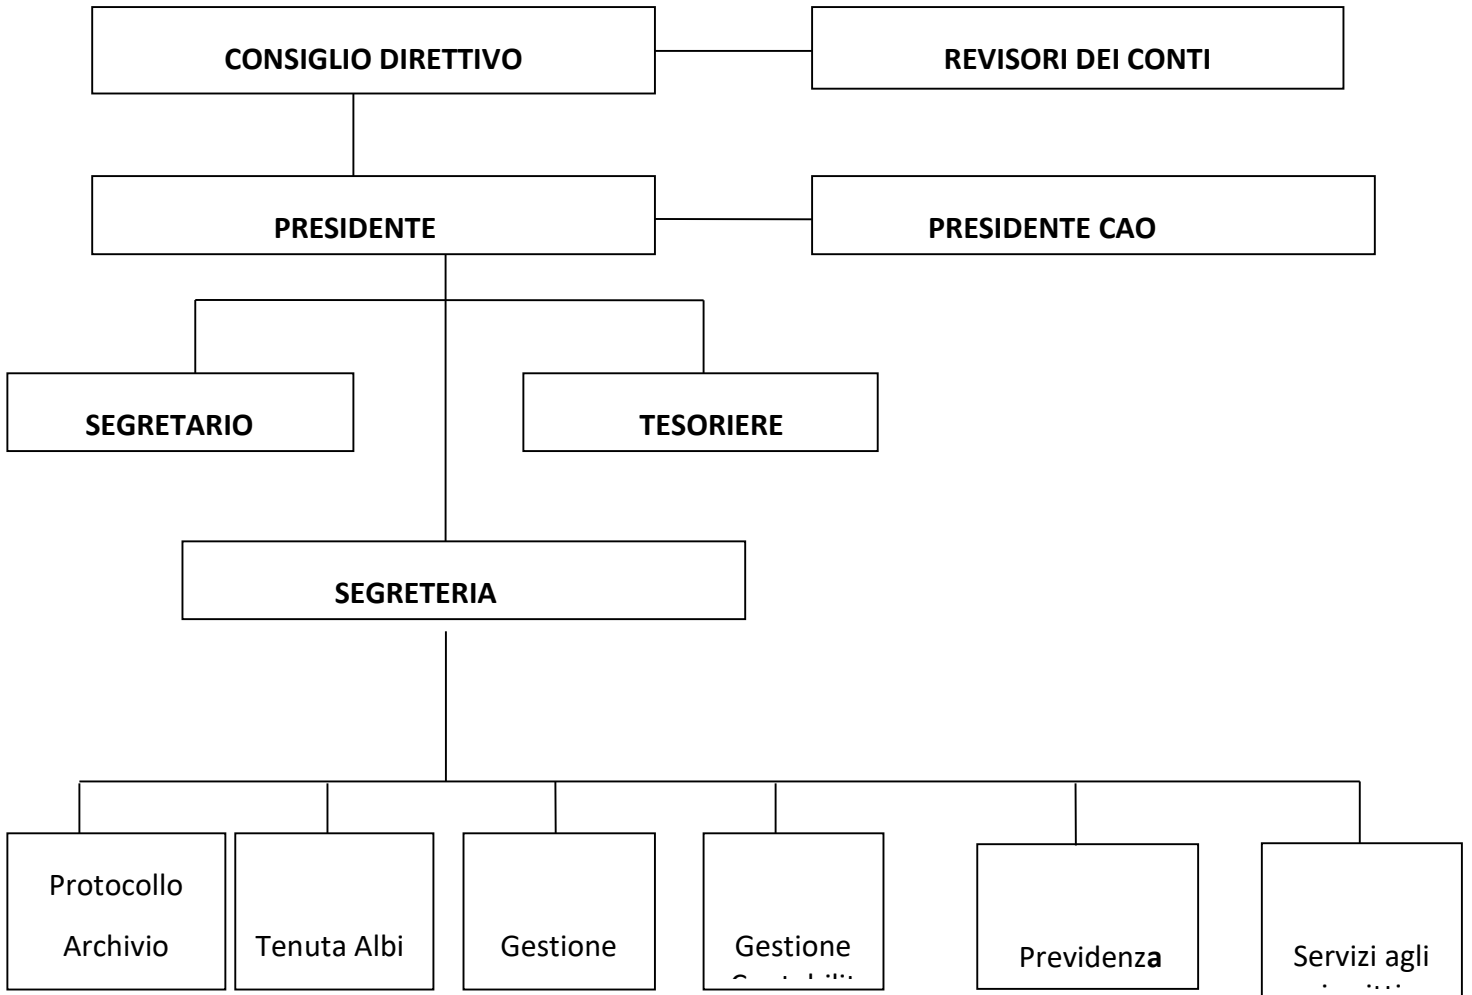 CONSIGLIO DIRETTIVO
REVISORI DEI CONTI
PRESIDENTE
PRESIDENTE CAO
SEGRETARIO
TESORIERE
SEGRETERIA
Protocollo
Archivio
Tenuta Albi
Gestione
Gestione
Previdenza
Servizi agli